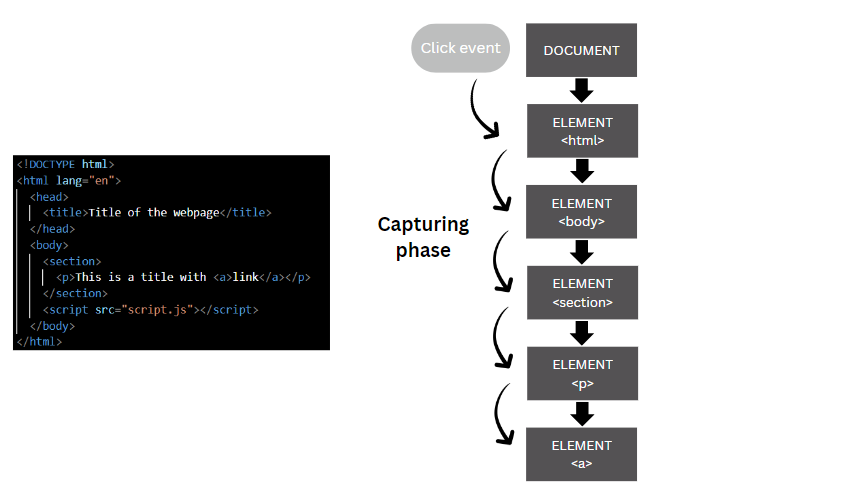 <!DOCTYPE html>
<html lang="en">
<head>
<title>Title of the webpage</title>
</head>
<body>
<section>
<p>This is a title with <a>link</a></p>
</section>
<script src="script.js"></script>
</body>
</html>
Click event
Capturing
phase
DOCUMENT
ELEMENT
<html>
ELEMENT
<body>
ELEMENT
<section>
ELEMENT
<p>
ELEMENT
<a>